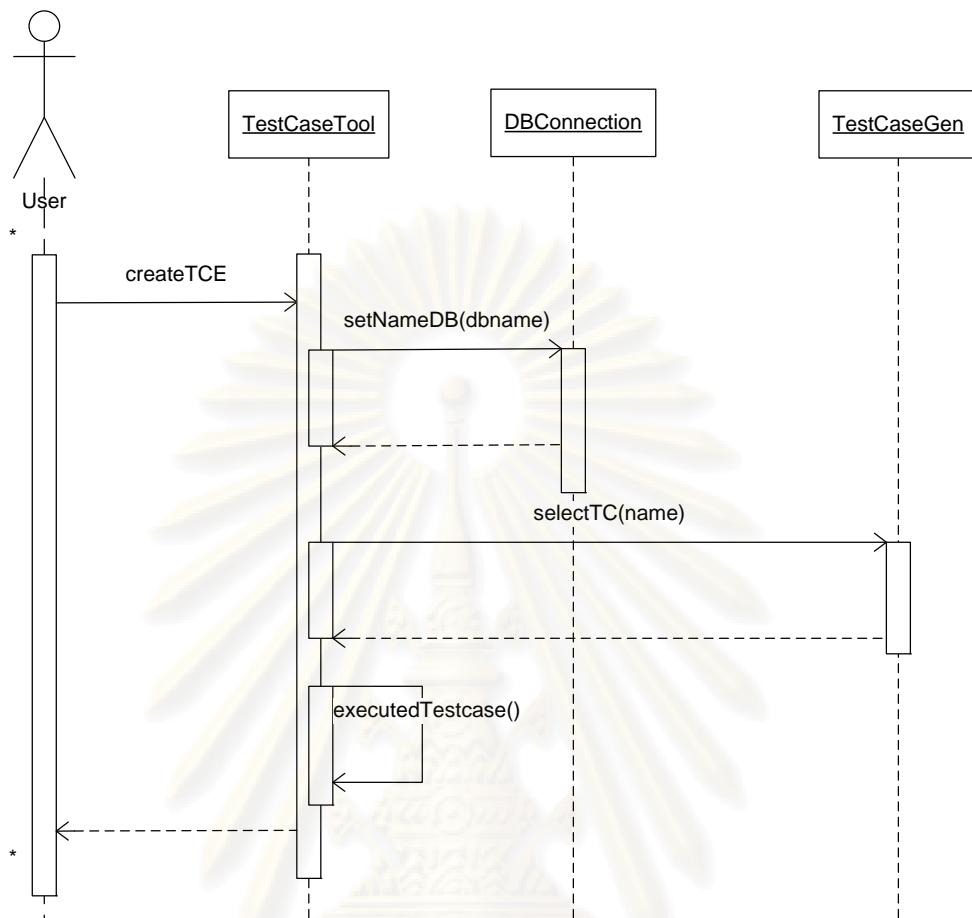 TestCaseTool
DBConnection
TestCaseGen
User
*
createTCE
setNameDB(dbname)
selectTC(name)
executedTestcase()
*